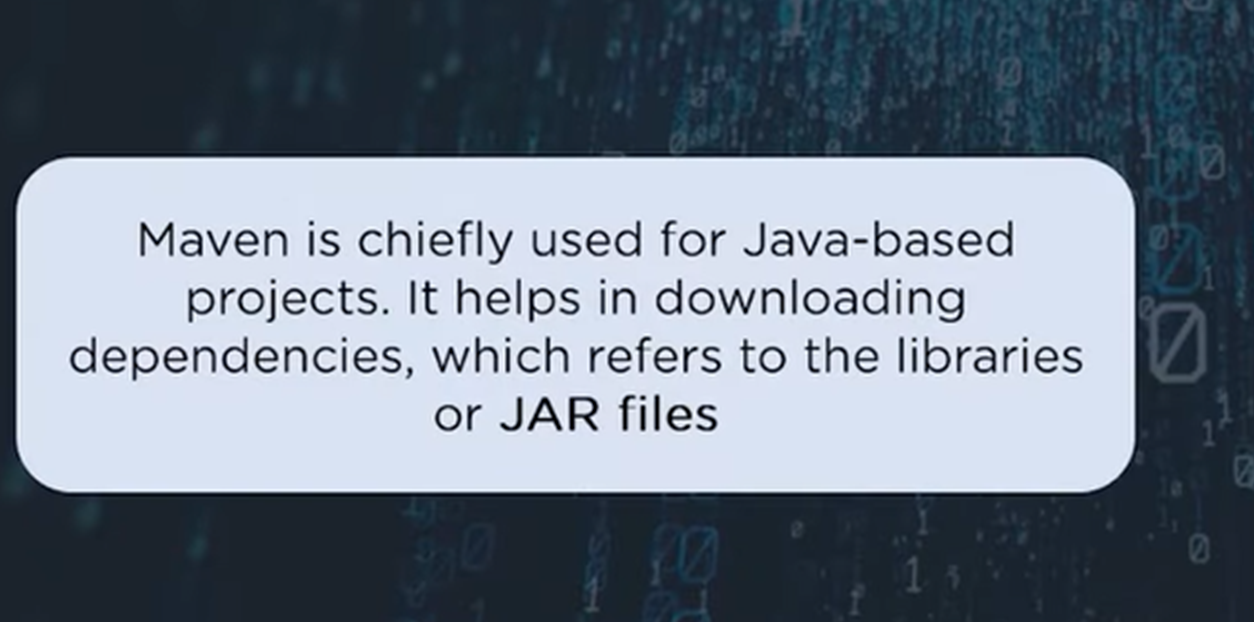 Maven is chiefly used for Java-based
projects. It helps in downloading
dependencies, which refers to the libraries
or JAR files